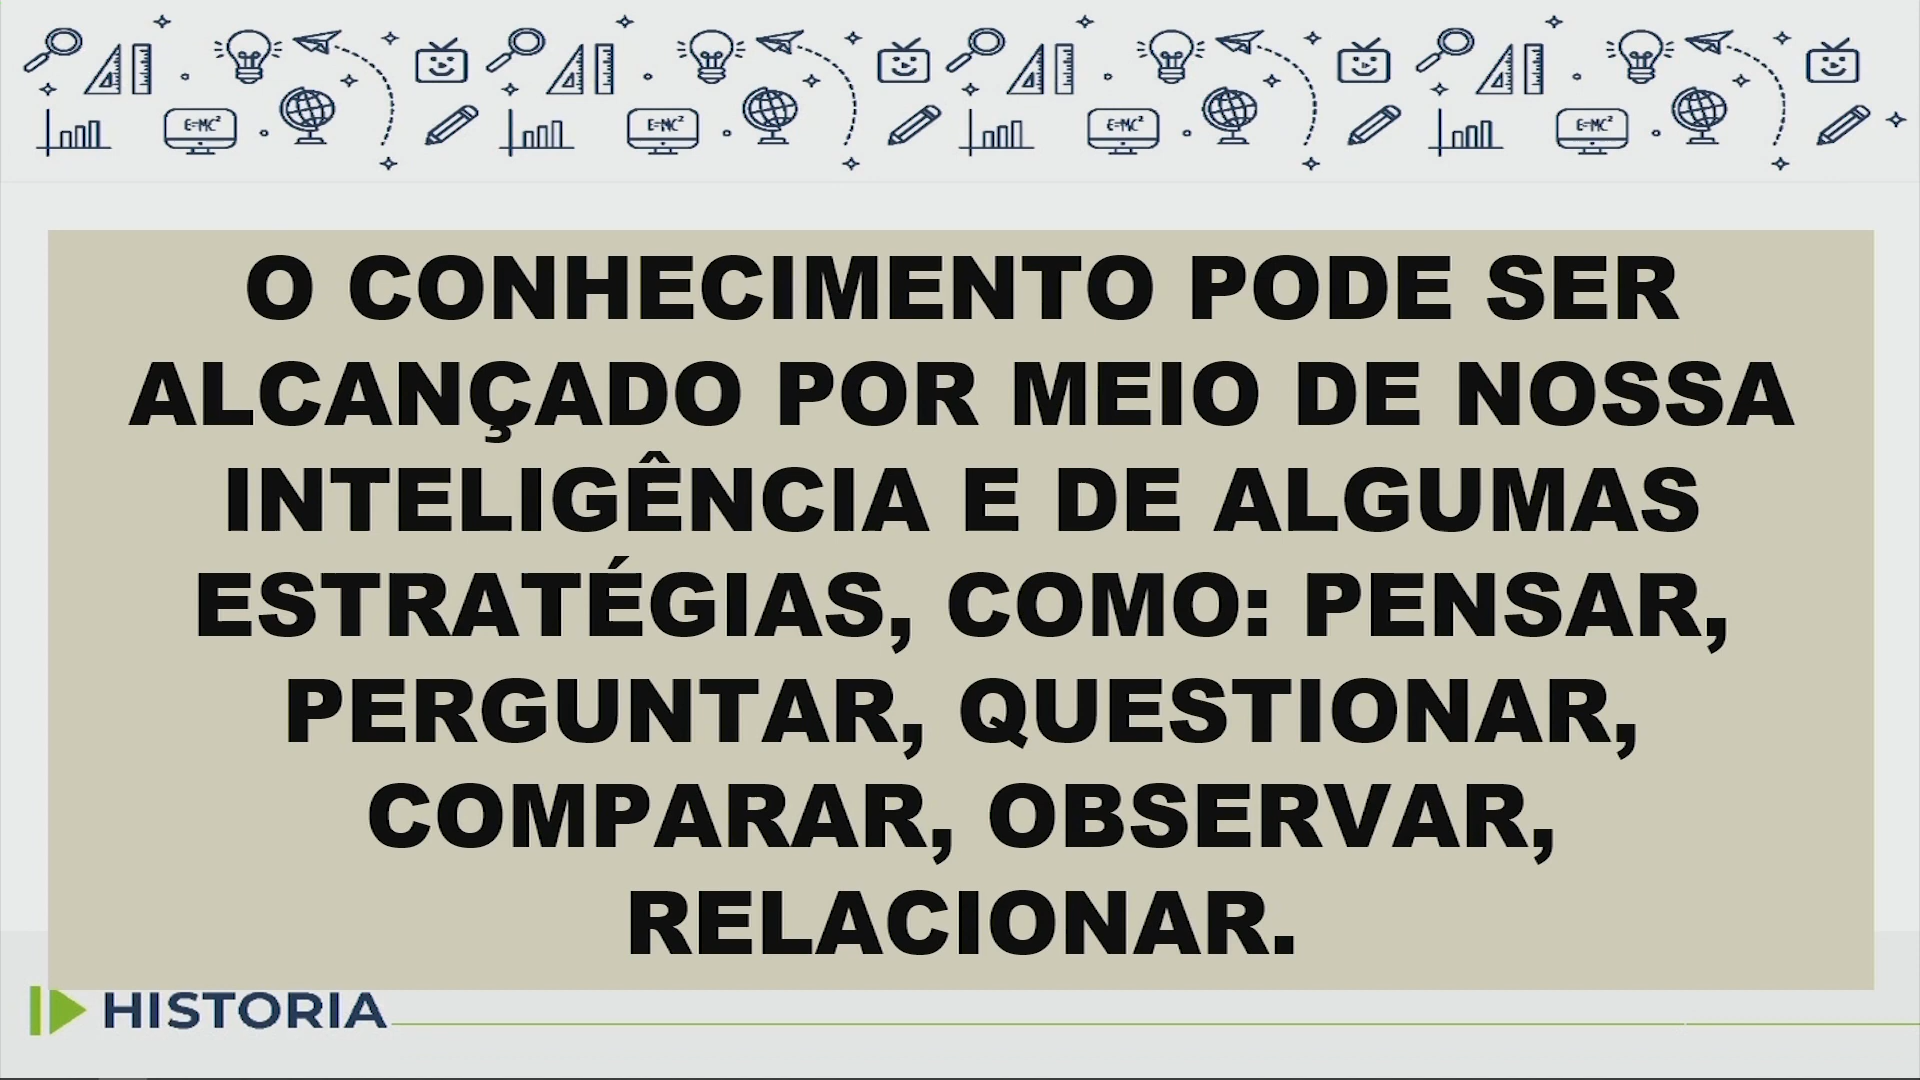 E=MC²
E=MC²
E=MC²
E=MC²
O CONHECIMENTO PODE SER
ALCANÇADO POR MEIO DE NOSSA
INTELIGÊNCIA E DE ALGUMAS
ESTRATÉGIAS, COMO: PENSAR,
PERGUNTAR, QUESTIONAR,
COMPARAR, OBSERVAR,
RELACIONAR.
HISTORIA